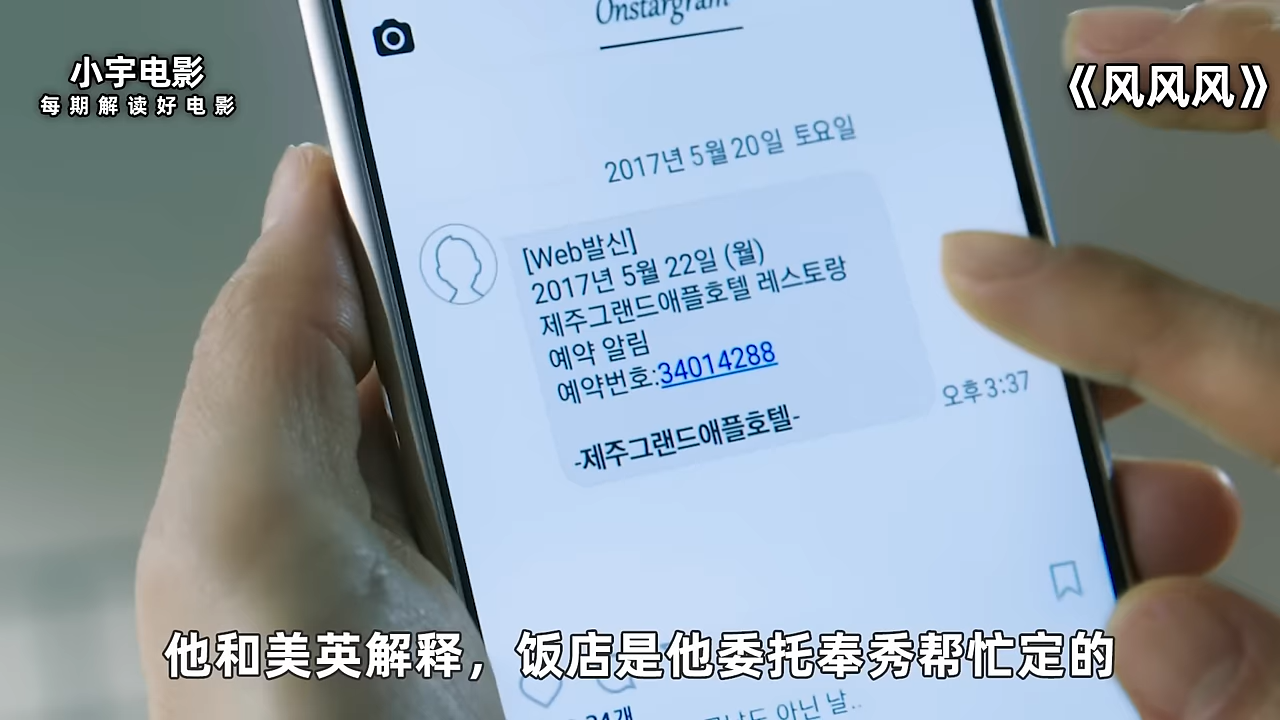 Onstargram
小宇电影
每期解读好电影
《风风风》
2017년 5월 20일 토요일
[Web발신]
2017년 5월 22일 (월)
제주그랜드애플호텔 레스토랑
예약 알림
예약번호:34014288
-제주그랜드애플호텔-
오후 3:37
他和美英解释，饭店是他委托奉秀帮忙定的
아닌 날..